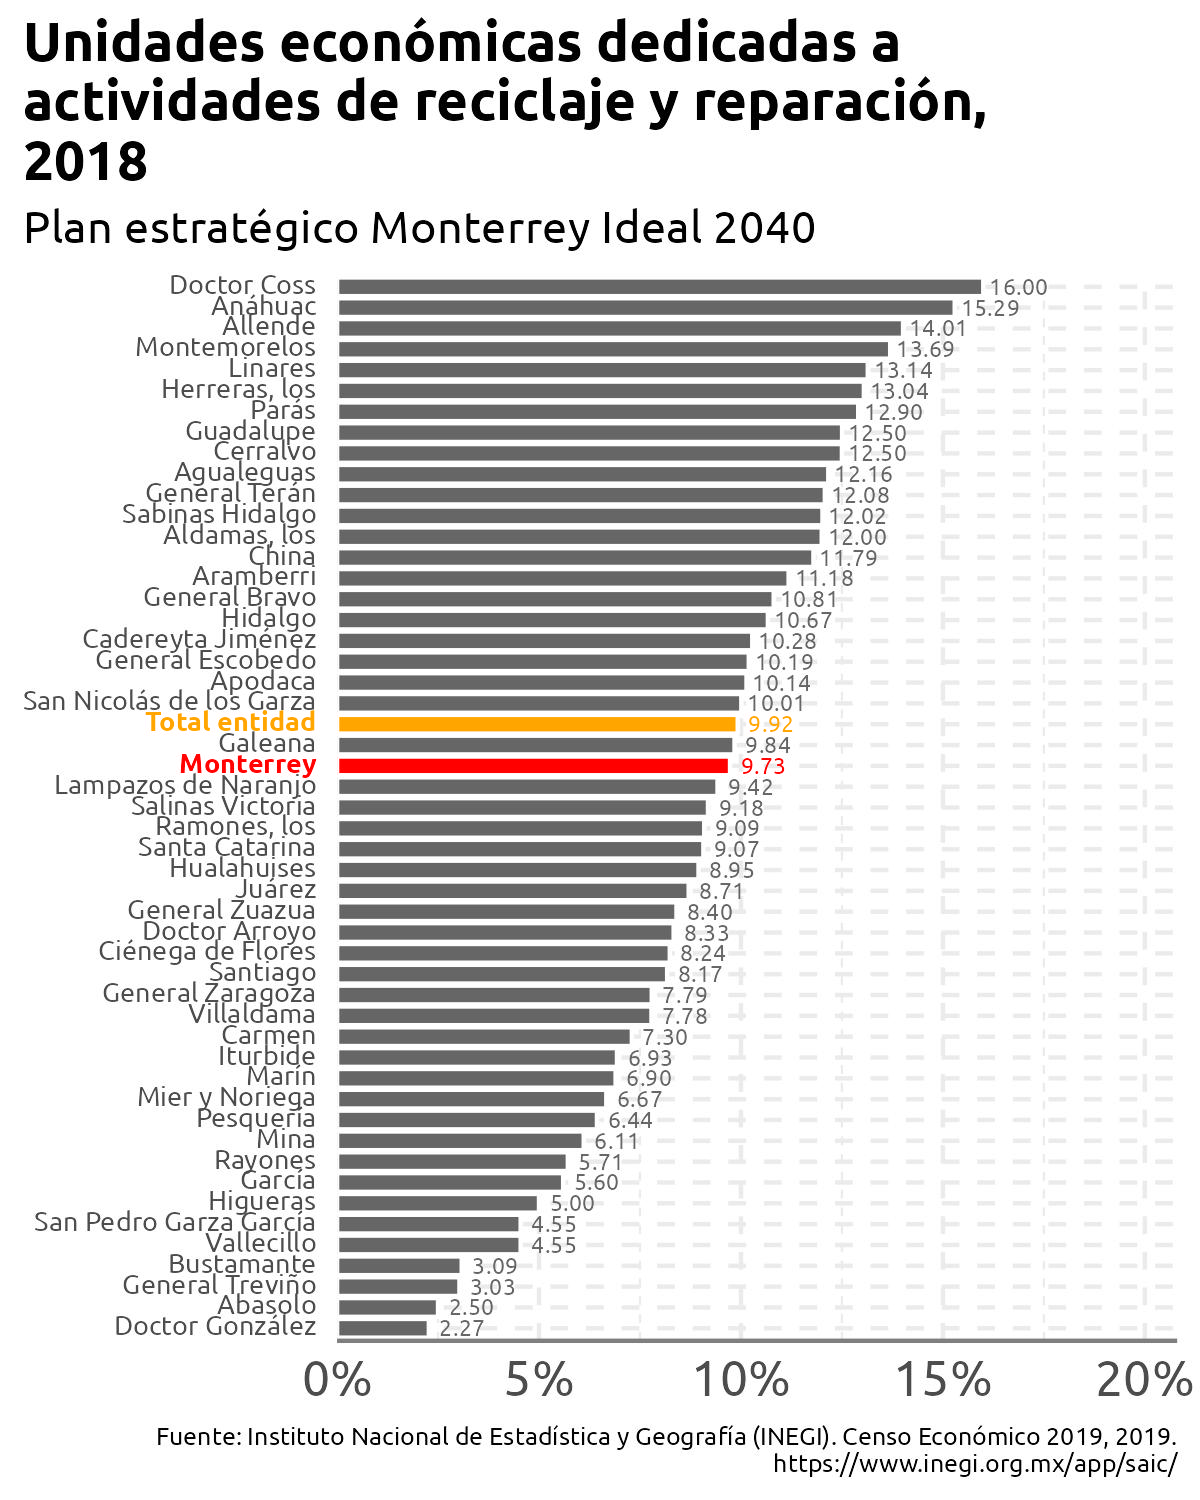 Unidades económicas dedicadas a
actividades de reciclaje y reparación,
2018
Plan estratégico Monterrey Ideal 2040
Doctor Coss 16.00
Anáhuac 15.29
Allende 14.01
Montemorelos 13.69
Linares 13.14
Herreras, los 13.04
Parás 12.90
Guadalupe 12.50
Cerralvo 12.50
Agualeguas 12.16
General Terán 12.08
Sabinas Hidalgo 12.02
Aldamas, los 12.00
China 11.79
Aramberri 11.18
General Bravo 10.81
Hidalgo 10.67
Cadereyta Jiménez 10.28
General Escobedo 10.19
Apodaca 10.14
San Nicolás de los Garza 10.01
Total entidad 9.92
Galeana 9.84
Monterrey 9.73
Lampazos de Naranjo 9.42
Salinas Victoria 9.18
Ramones, los 9.09
Santa Catarina 9.07
Hualahuises 8.95
Juárez 8.71
General Zuazua 8.40
Doctor Arroyo 8.33
Ciénega de Flores 8.24
Santiago 8.17
General Zaragoza 7.79
Villaldama 7.78
Carmen 7.30
Iturbide 6.93
Marín 6.90
Mier y Noriega 6.67
Pesquería 6.44
Mina 6.11
Rayones 5.71
García 5.60
Higueras 5.00
San Pedro Garza García 4.55
Vallecillo 4.55
Bustamante 3.09
General Treviño 3.03
Abasolo 2.50
Doctor González 2.27
0% 5% 10% 15% 20%
Fuente: Instituto Nacional de Estadística y Geografía (INEGI). Censo Económico 2019, 2019.
https://www.inegi.org.mx/app/saic/